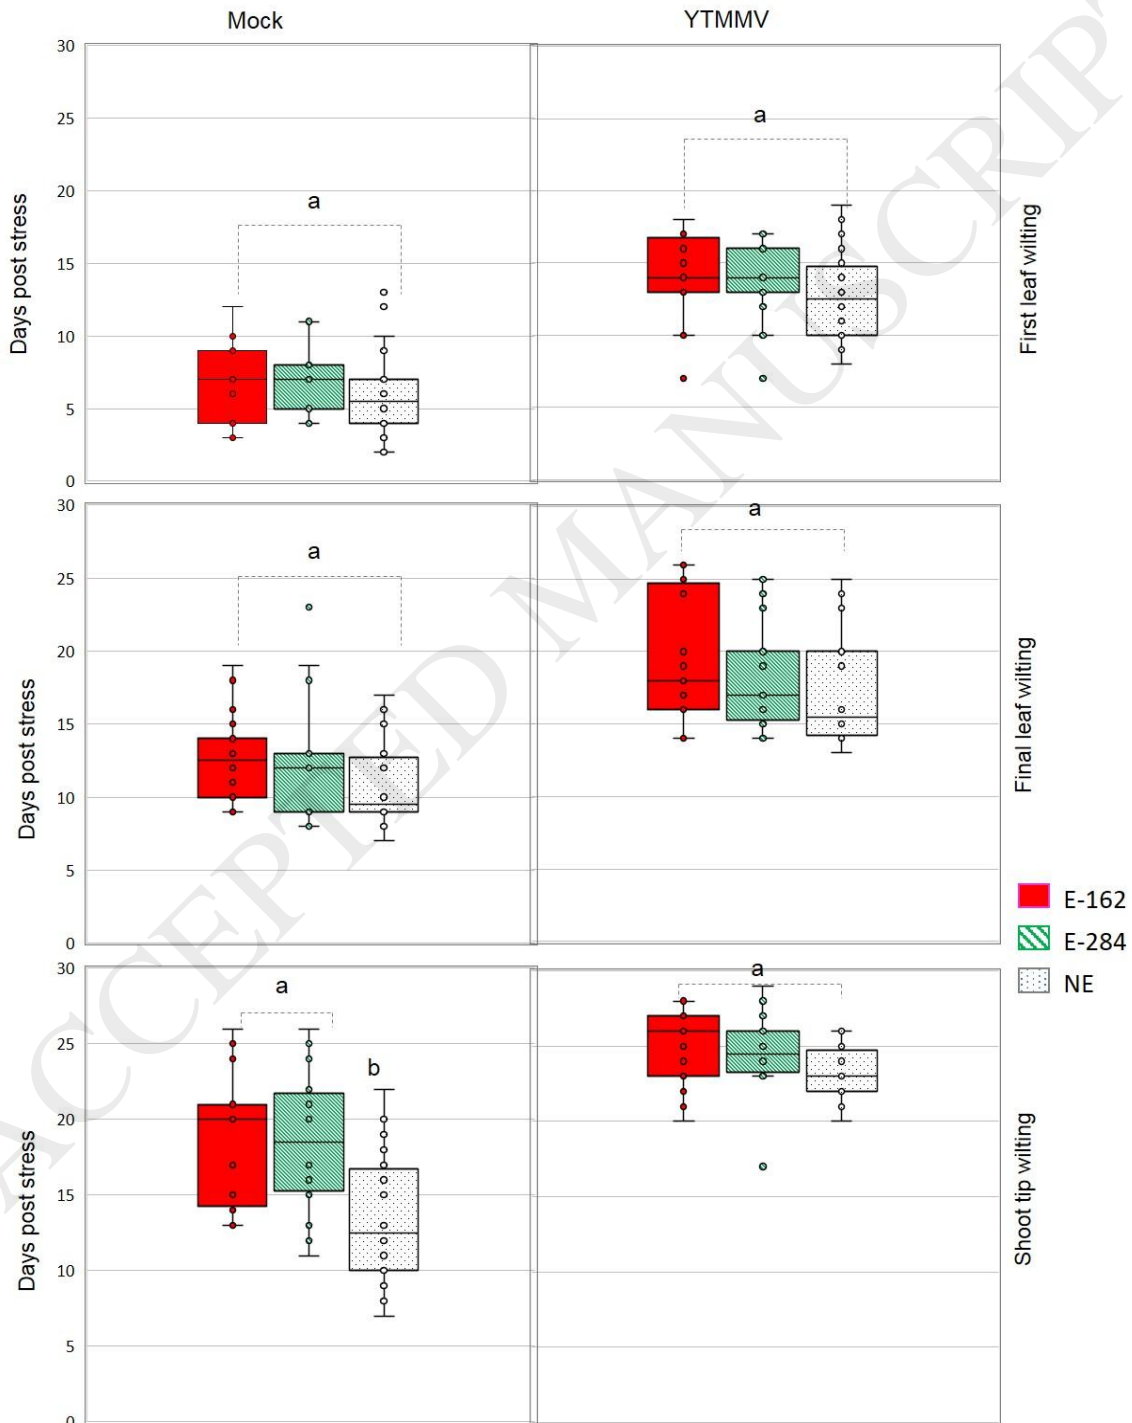 Mock
YTMMV
30
25
20
15
10
5
0
Days post stress
a
a
First leaf wilting
30
25
20
15
10
5
0
Days post stress
a
a
Final leaf wilting
E-162
E-284
NE
30
25
20
15
10
5
0
Days post stress
a
b
a
Shoot tip wilting
ACCEPTED MANUSCRIPT